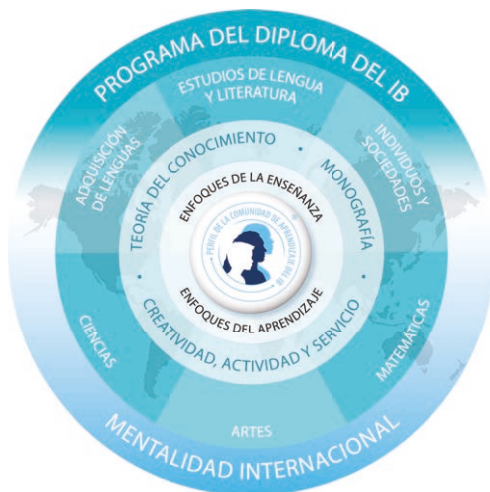 PROGRAMA DEL DIPLOMA DEL IB
ESTUDIOS DE LENGUA
Y LITERATURA
ADQUISICIÓN
DE LENGUAS
INDIVIDUOS Y
SOCIEDADES
TEORÍA DEL CONOCIMIENTO
•
MONOGRAFÍA
•
ENFOQUES DE LA ENSEÑANZA
PERFIL DE LA COMUNIDAD DE APRENDIZAJE DEL IB
ENFOQUES DEL APRENDIZAJE
•
CREATIVIDAD, ACTIVIDAD Y SERVICIO
CIENCIAS
MATEMÁTICAS
ARTES
MENTALIDAD INTERNACIONAL